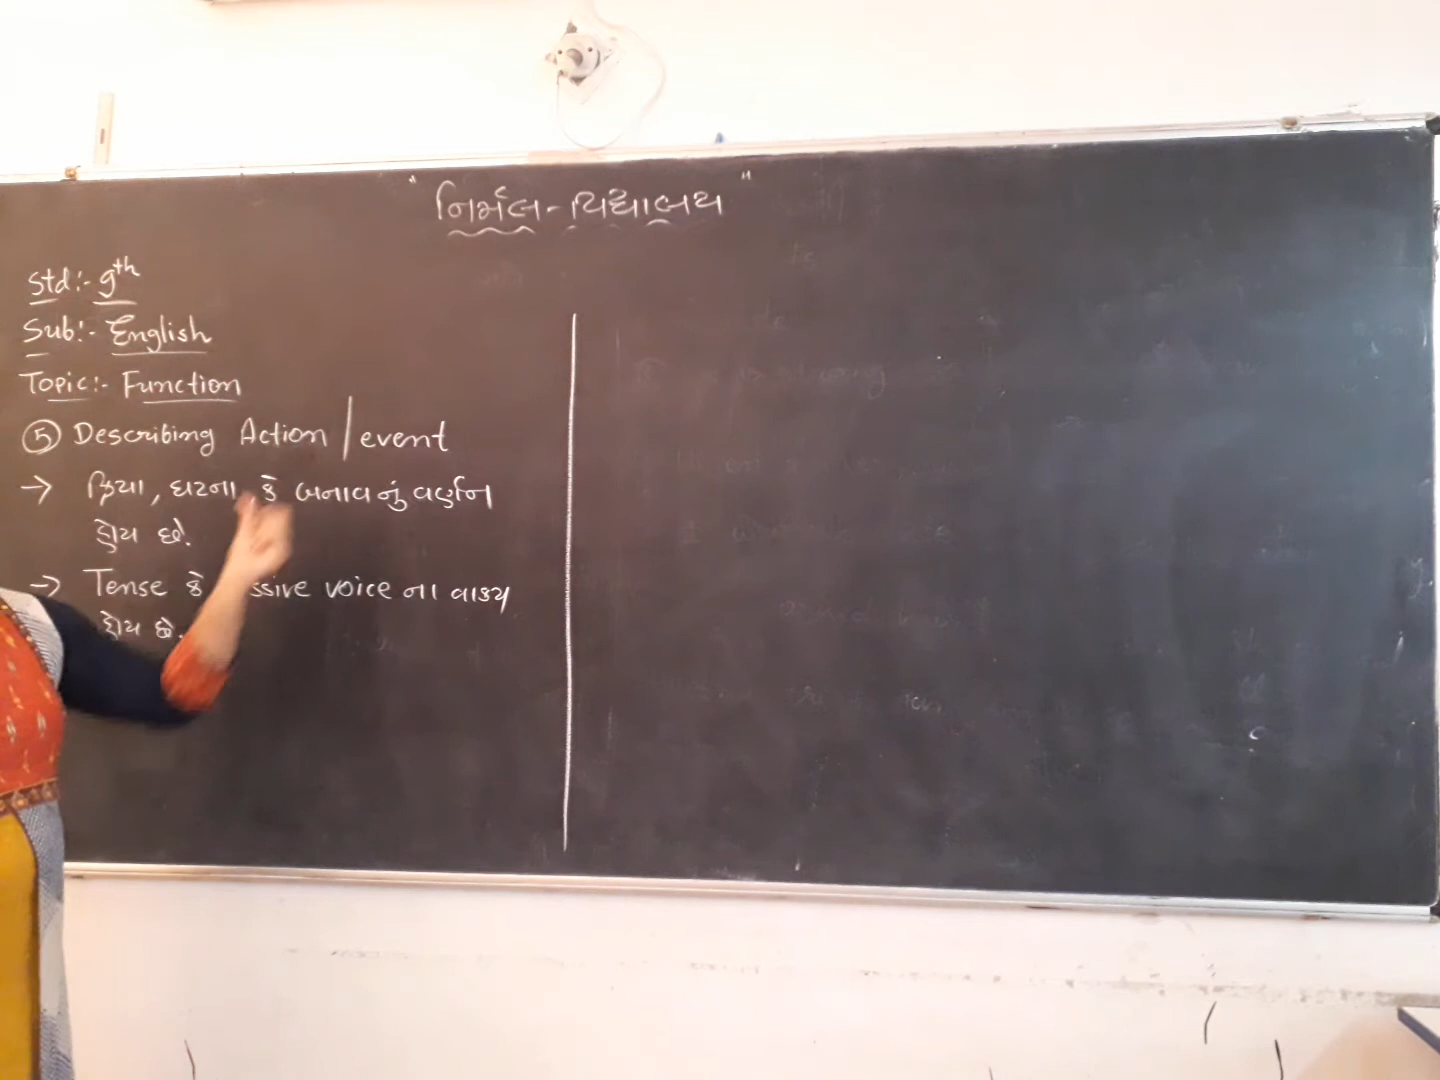 "નિર્મલ-વિદ્યાલય"
Std:- 9th
Sub:- English
Topic:- Function
⑤ Describing Action / event
→ ક્રિયા, ઘટના કે બનાવ નું વર્ણન
હોય છે.
→ Tense કે ssive voice ના વાક્ય
હોય છે.